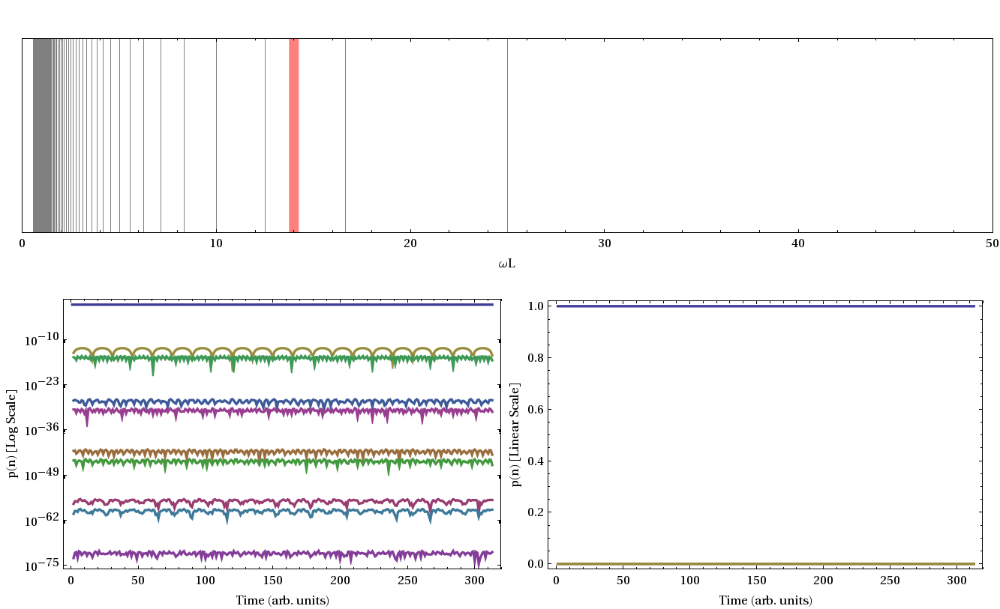 0 10 20 30 40 50
ωL
p(n) [Log Scale]
10−10
10−23
10−36
10−49
10−62
10−75
0 50 100 150 200 250 300
Time (arb. units)
p(n) [Linear Scale]
1.0
0.8
0.6
0.4
0.2
0.0
0 50 100 150 200 250 300
Time (arb. units)